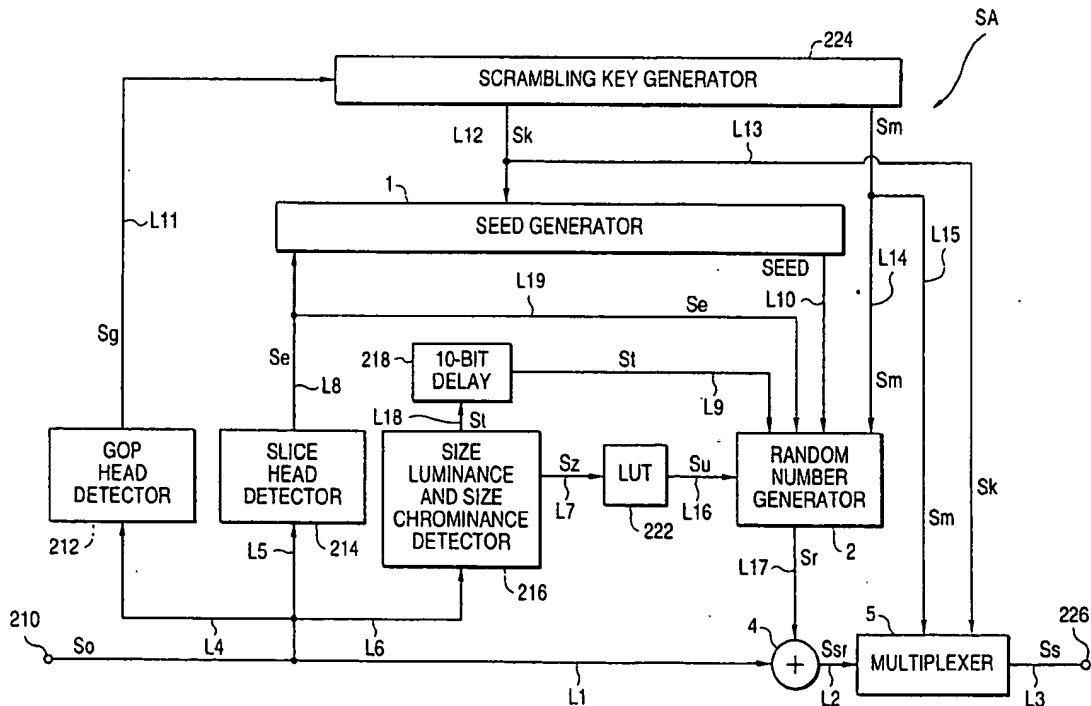 SA
224
SCRAMBLING KEY GENERATOR
L12
Sk
L13
Sm
1
SEED GENERATOR
L11
SEED
L15
L14
L19
L10
Se
Sg
Se
218
10-BIT
DELAY
St
L8
L18
St
L9
Sm
GOP
HEAD
DETECTOR
SLICE
HEAD
DETECTOR
SIZE
LUMINANCE
AND SIZE
CHROMINANCE
DETECTOR
Sz
L7
LUT
Su
L16
RANDOM
NUMBER
GENERATOR
Sk
Sm
212
L5
214
222
2
216
L17
Sr
210
So
L4
L6
4
+
Ssr
5
MULTIPLEXER
Ss
226
L1
L2
L3